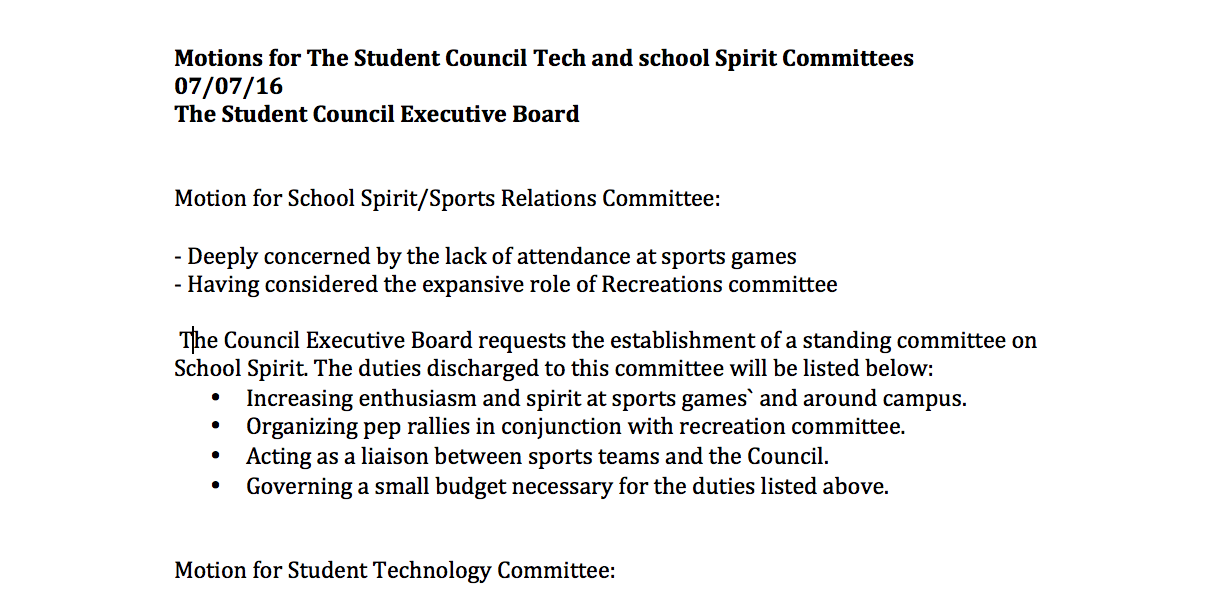 Motions for The Student Council Tech and school Spirit Committees
07/07/16
The Student Council Executive Board
Motion for School Spirit/Sports Relations Committee:
- Deeply concerned by the lack of attendance at sports games
- Having considered the expansive role of Recreations committee
The Council Executive Board requests the establishment of a standing committee on
School Spirit. The duties discharged to this committee will be listed below:
• Increasing enthusiasm and spirit at sports games` and around campus.
• Organizing pep rallies in conjunction with recreation committee.
• Acting as a liaison between sports teams and the Council.
• Governing a small budget necessary for the duties listed above.
Motion for Student Technology Committee: